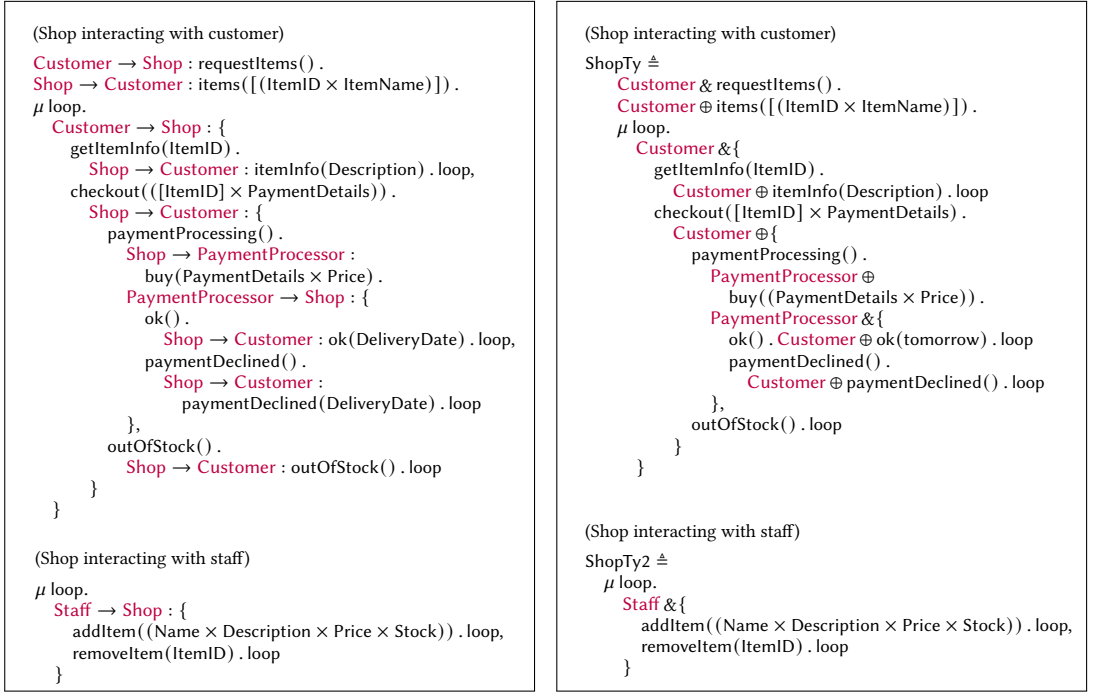 (Shop interacting with customer)
Customer → Shop : requestItems() .
Shop → Customer : items([(ItemID × ItemName)]) .
μ loop.
Customer → Shop : {
getItemInfo(ItemID) .
Shop → Customer : itemInfo(Description) . loop,
checkout(([ItemID] × PaymentDetails)) .
Shop → Customer : {
paymentProcessing() .
Shop → PaymentProcessor :
buy(PaymentDetails × Price) .
PaymentProcessor → Shop : {
ok() .
Shop → Customer : ok(DeliveryDate) . loop,
paymentDeclined() .
Shop → Customer :
paymentDeclined(DeliveryDate) . loop
},
outOfStock() .
Shop → Customer : outOfStock() . loop
}
}
(Shop interacting with staff)
μ loop.
Staff → Shop : {
addItem((Name × Description × Price × Stock)) . loop,
removeItem(ItemID) . loop
}
(Shop interacting with customer)
ShopTy ≜
Customer & requestItems() .
Customer ⊕ items([(ItemID × ItemName)]) .
μ loop.
Customer &{
getItemInfo(ItemID) .
Customer ⊕ itemInfo(Description) . loop
checkout([ItemID] × PaymentDetails) .
Customer ⊕{
paymentProcessing() .
PaymentProcessor ⊕
buy((PaymentDetails × Price)) .
PaymentProcessor &{
ok() . Customer ⊕ ok(tomorrow) . loop
paymentDeclined() .
Customer ⊕ paymentDeclined() . loop
},
outOfStock() . loop
}
}
(Shop interacting with staff)
ShopTy2 ≜
μ loop.
Staff &{
addItem((Name × Description × Price × Stock)) . loop,
removeItem(ItemID) . loop
}